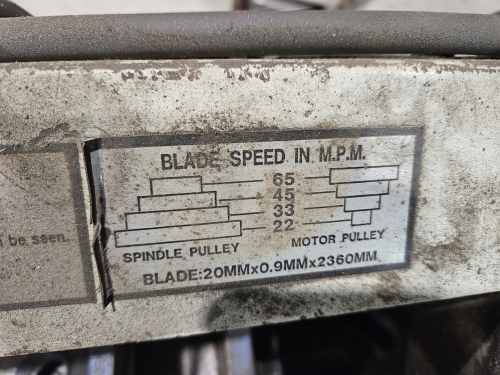 BLADE SPEED IN M.P.M.
65
45
33
22
SPINDLE PULLEY MOTOR PULLEY
BLADE:20MMx0.9MMx2360MM
be seen.